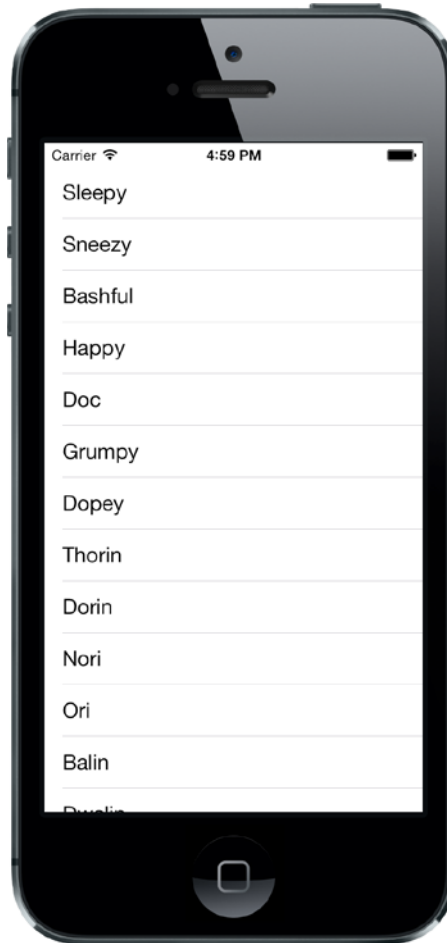 Carrier 4:59 PM
Sleepy
Sneezy
Bashful
Happy
Doc
Grumpy
Dopey
Thorin
Dorin
Nori
Ori
Balin